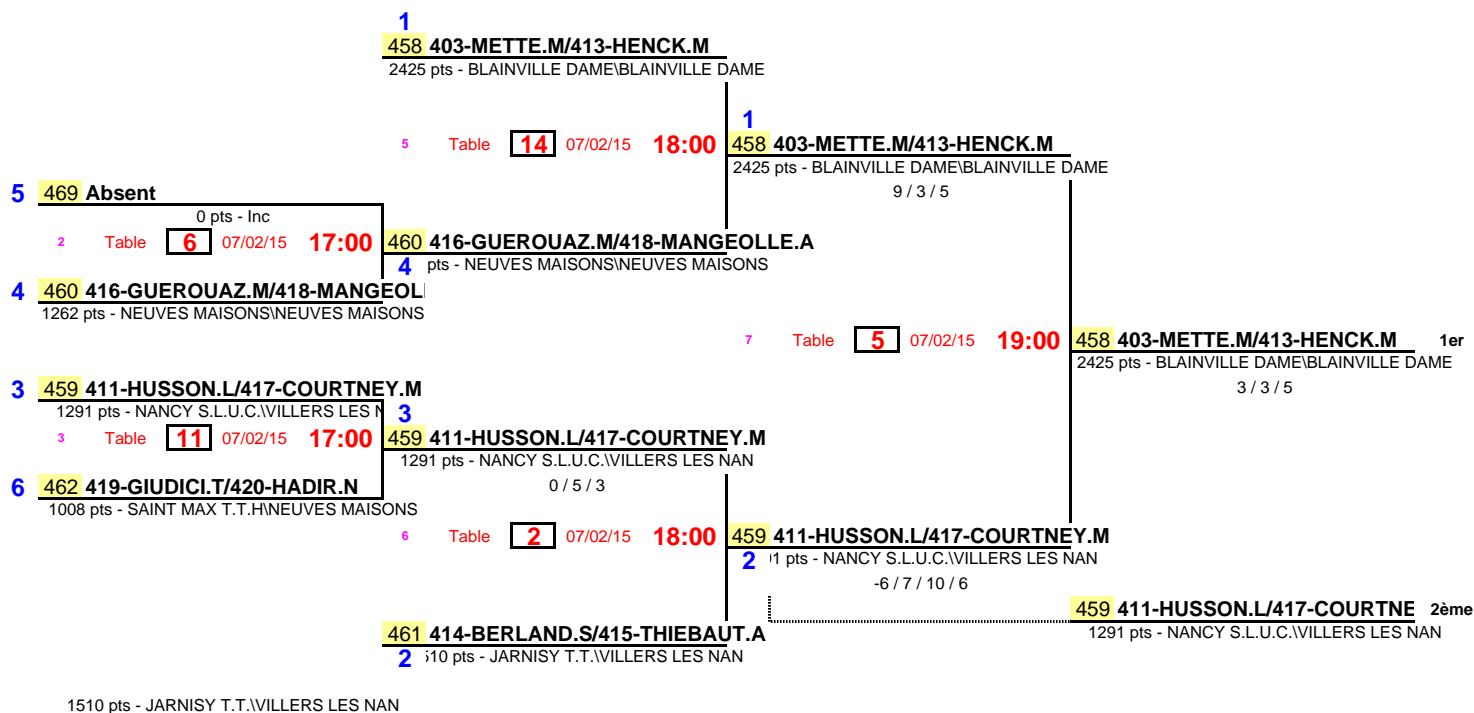 1
458 403-METTE.M/413-HENCK.M
2425 pts - BLAINVILLE DAME\BLAINVILLE DAME
5 Table 14 07/02/15 18:00
1
458 403-METTE.M/413-HENCK.M
2425 pts - BLAINVILLE DAME\BLAINVILLE DAME
9 / 3 / 5
5 469 Absent
0 pts - Inc
2 Table 6 07/02/15 17:00
460 416-GUEROUAZ.M/418-MANGEOLLE.A
4 pts - NEUVES MAISONS\NEUVES MAISONS
4 460 416-GUEROUAZ.M/418-MANGEOL
1262 pts - NEUVES MAISONS\NEUVES MAISONS
7 Table 5 07/02/15 19:00
458 403-METTE.M/413-HENCK.M 1er
2425 pts - BLAINVILLE DAME\BLAINVILLE DAME
3 / 3 / 5
3 459 411-HUSSON.L/417-COURTNEY.M
1291 pts - NANCY S.L.U.C.\VILLERS LES N
3 Table 11 07/02/15 17:00
3
459 411-HUSSON.L/417-COURTNEY.M
1291 pts - NANCY S.L.U.C.\VILLERS LES NAN
0 / 5 / 3
6 462 419-GIUDICI.T/420-HADIR.N
1008 pts - SAINT MAX T.T.H\NEUVES MAISONS
6 Table 2 07/02/15 18:00
459 411-HUSSON.L/417-COURTNEY.M
2 1 pts - NANCY S.L.U.C.\VILLERS LES NAN
-6 / 7 / 10 / 6
459 411-HUSSON.L/417-COURTNE 2ème
1291 pts - NANCY S.L.U.C.\VILLERS LES NAN
461 414-BERLAND.S/415-THIEBAUT.A
2 510 pts - JARNISY T.T.\VILLERS LES NAN
1510 pts - JARNISY T.T.\VILLERS LES NAN